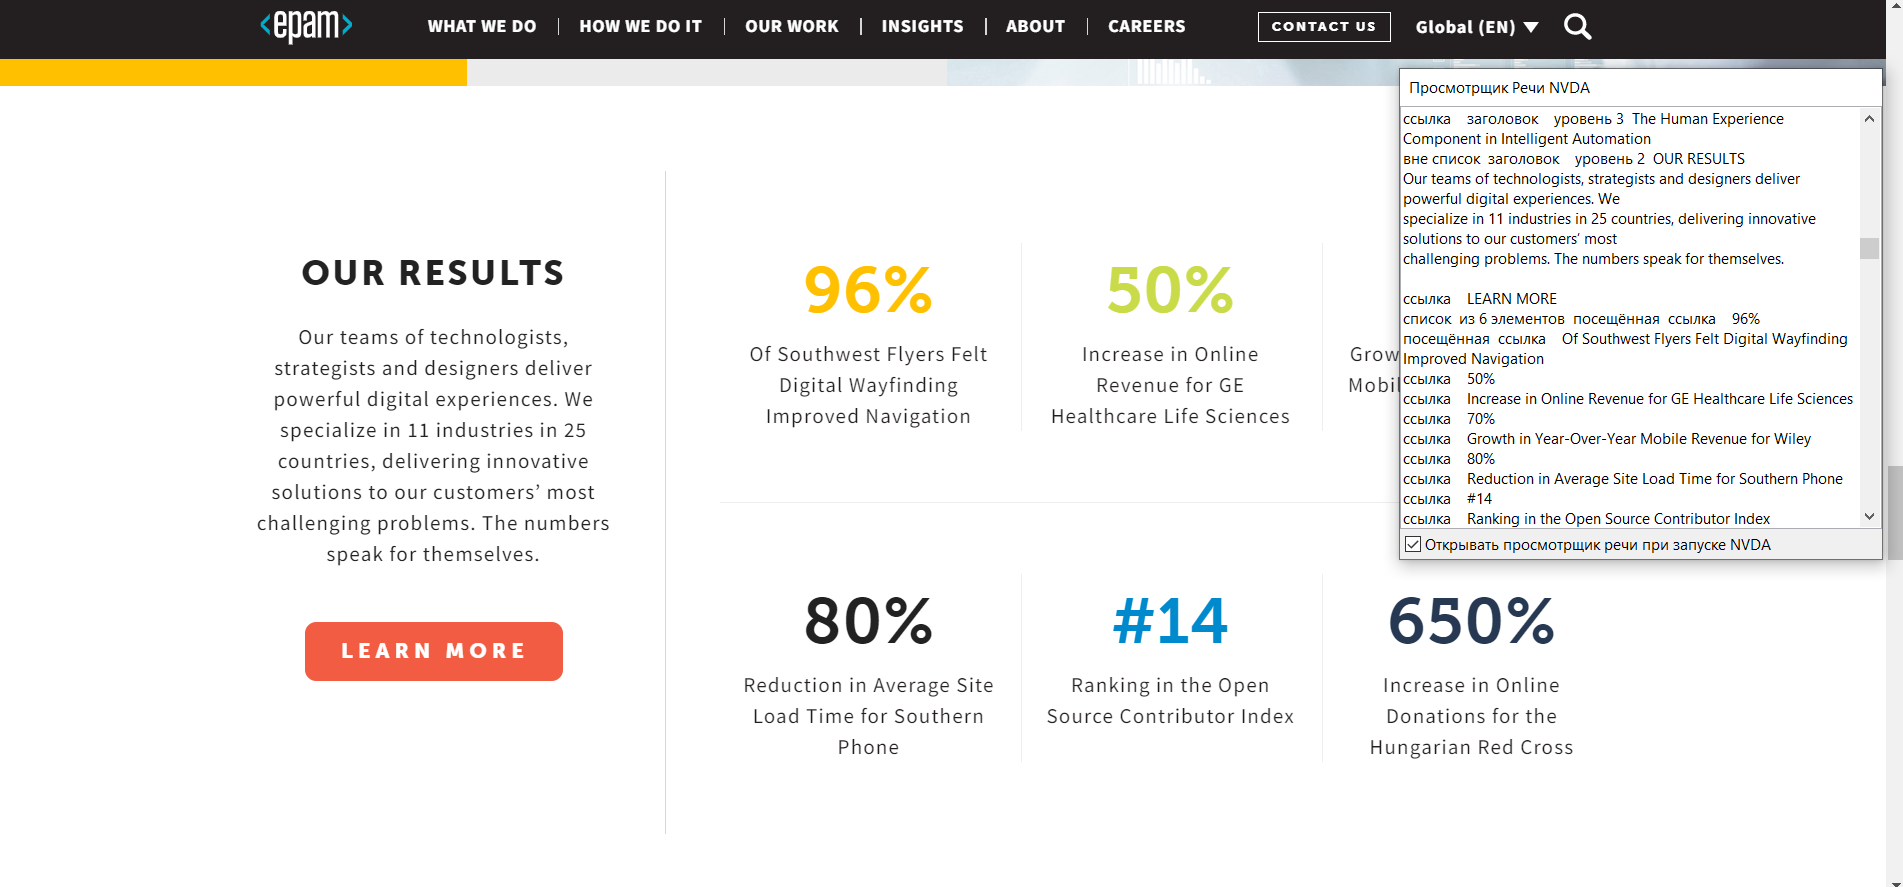 <epam>
WHAT WE DO
HOW WE DO IT
OUR WORK
INSIGHTS
ABOUT
CAREERS
CONTACT US
Global (EN)
OUR RESULTS
Our teams of technologists,
strategists and designers deliver
powerful digital experiences. We
specialize in 11 industries in 25
countries, delivering innovative
solutions to our customers’ most
challenging problems. The numbers
speak for themselves.
LEARN MORE
96%
Of Southwest Flyers Felt
Digital Wayfinding
Improved Navigation
50%
Increase in Online
Revenue for GE
Healthcare Life Sciences
Grow
Mobil
80%
Reduction in Average Site
Load Time for Southern
Phone
#14
Ranking in the Open
Source Contributor Index
650%
Increase in Online
Donations for the
Hungarian Red Cross
Просмотрщик Речи NVDA
ссылка заголовок уровень 3 The Human Experience
Component in Intelligent Automation
вне список заголовок уровень 2 OUR RESULTS
Our teams of technologists, strategists and designers deliver
powerful digital experiences. We
specialize in 11 industries in 25 countries, delivering innovative
solutions to our customers’ most
challenging problems. The numbers speak for themselves.
ссылка LEARN MORE
список из 6 элементов посещённая ссылка 96%
посещённая ссылка Of Southwest Flyers Felt Digital Wayfinding
Improved Navigation
ссылка 50%
ссылка Increase in Online Revenue for GE Healthcare Life Sciences
ссылка 70%
ссылка Growth in Year-Over-Year Mobile Revenue for Wiley
ссылка 80%
ссылка Reduction in Average Site Load Time for Southern Phone
ссылка #14
ссылка Ranking in the Open Source Contributor Index
Открывать просмотрщик речи при запуске NVDA